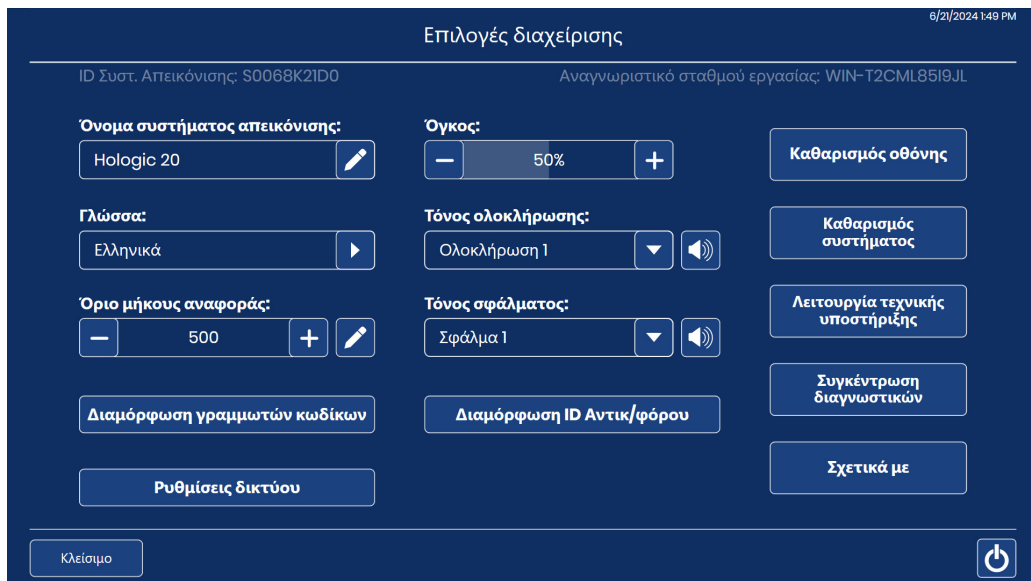 6/21/2024 1:49 PM
Επιλογές διαχείρισης
ID Συστ. Απεικόνισης: S0068K21D0
Αναγνωριστικό σταθμού εργασίας: WIN-T2CML85I9JL
Όνομα συστήματος απεικόνισης:
Hologic 20
Γλώσσα:
Ελληνικά
Όριο μήκους αναφοράς:
500
Διαμόρφωση γραμμωτών κωδίκων
Ρυθμίσεις δικτύου
Όγκος:
50%
Τόνος ολοκλήρωσης:
Ολοκλήρωση 1
Τόνος σφάλματος:
Σφάλμα 1
Διαμόρφωση ID Αντικ/φόρου
Καθαρισμός οθόνης
Καθαρισμός
συστήματος
Λειτουργία τεχνικής
υποστήριξης
Συγκέντρωση
διαγνωστικών
Σχετικά με
Κλείσιμο